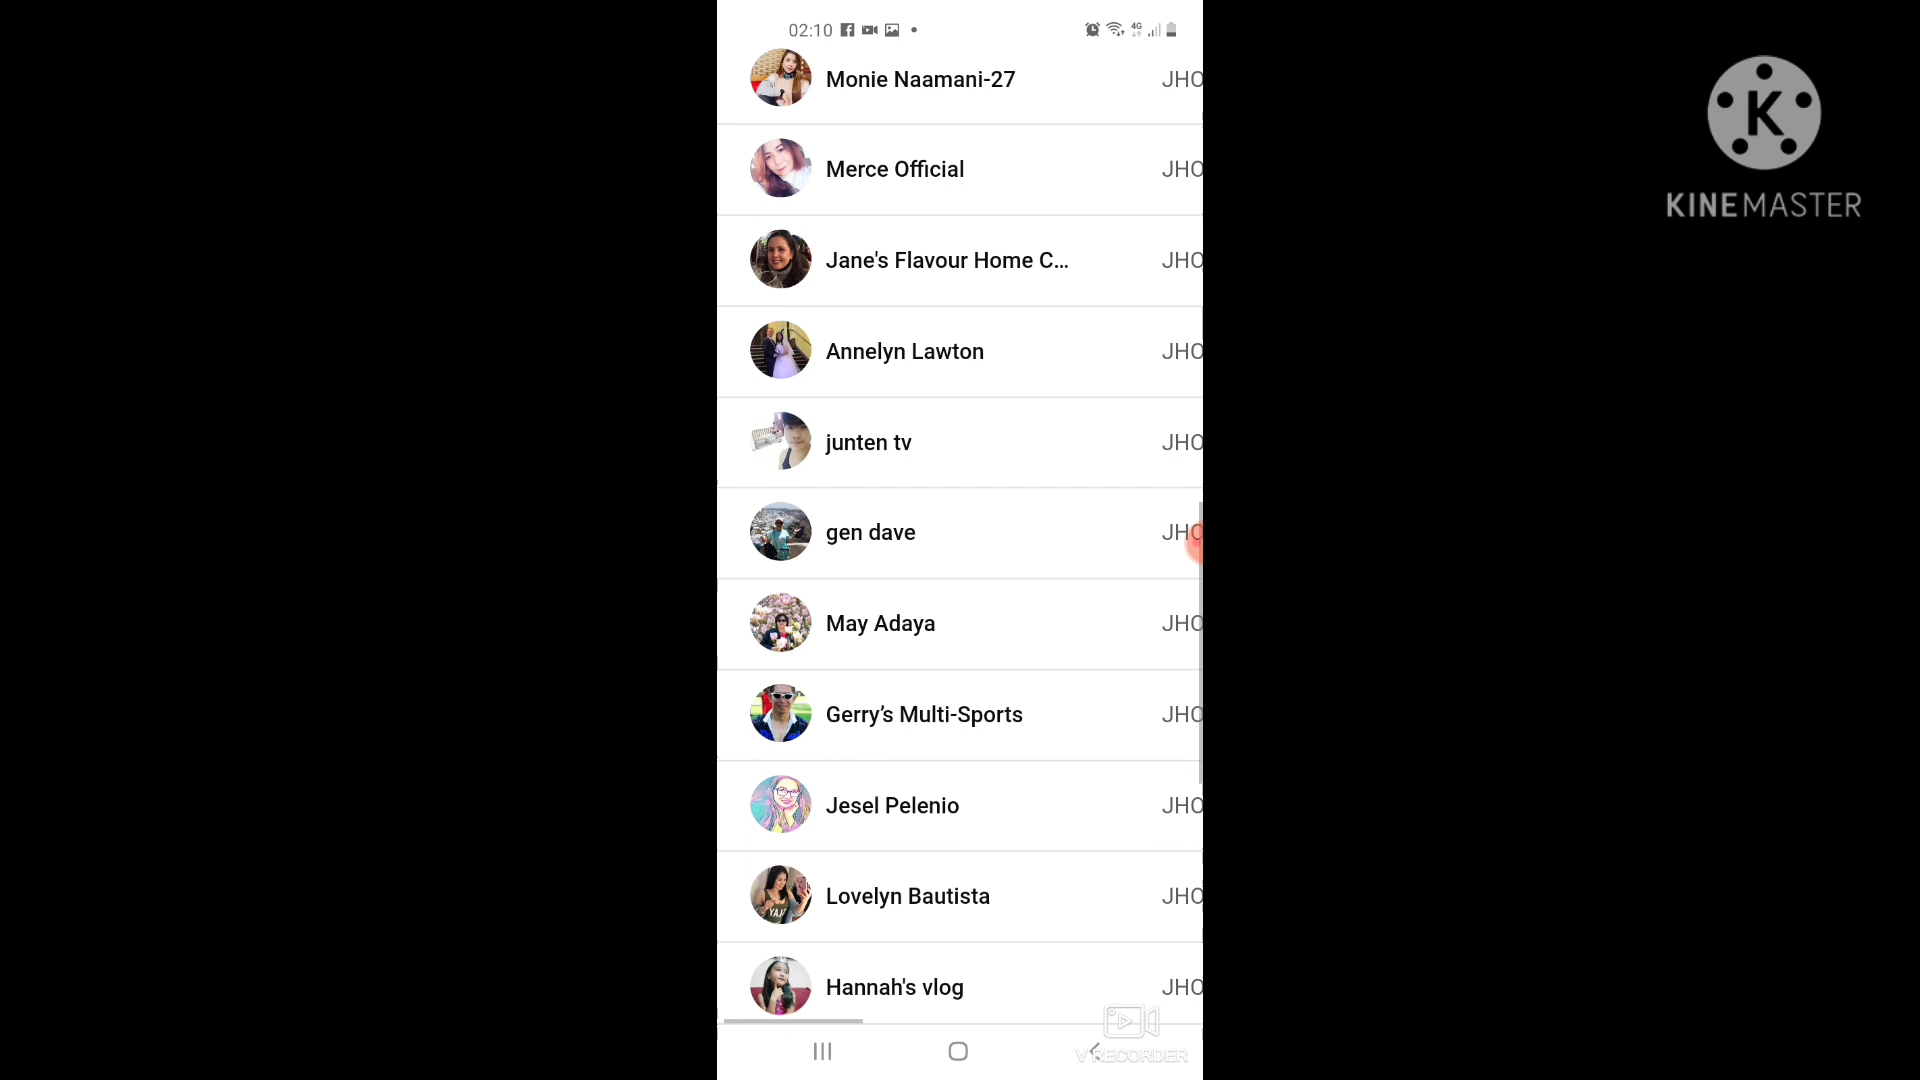 02:10
4G
Monie Naamani-27 JHO
Merce Official JHO
Jane's Flavour Home C... JHO
Annelyn Lawton JHO
junten tv JHO
gen dave JHO
May Adaya JHO
Gerry’s Multi-Sports JHO
Jesel Pelenio JHO
Lovelyn Bautista JHO
Hannah's vlog JHO
V RECORDER
K
KINEMASTER